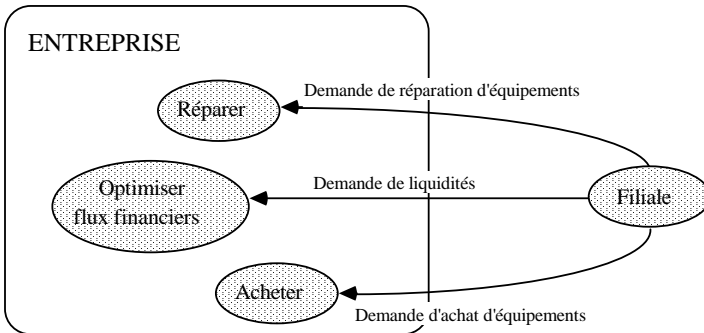 ENTREPRISE
Demande de réparation d'équipements
Réparer
Optimiser
flux financiers
Demande de liquidités
Filiale
Acheter
Demande d'achat d'équipements